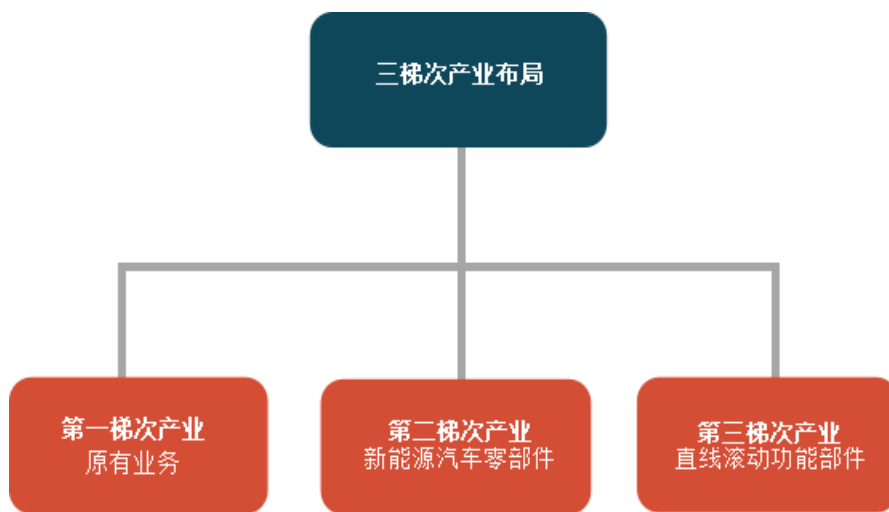 三梯次产业布局
第一梯次产业
原有业务
第二梯次产业
新能源汽车零部件
第三梯次产业
直线滚动功能部件